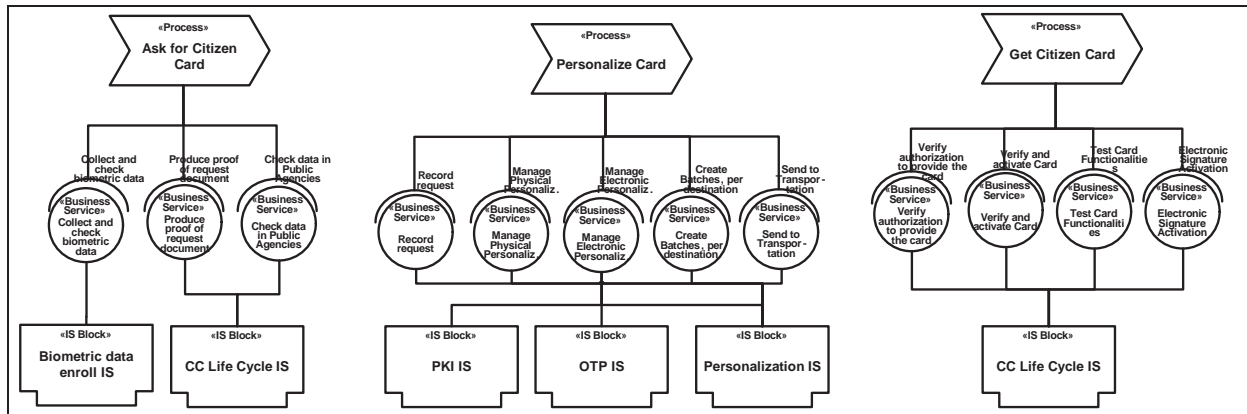 «Process»
Ask for Citizen
Card
Collect and
check
biometric data
Produce proof
of request
document
Check data in
Public
Agencies
«Business
Service»
Collect and
check
biometric
data
«Business
Service»
Produce
proof of
request
document
«Business
Service»
Check data
in Public
Agencies
«IS Block»
Biometric data
enroll IS
«IS Block»
CC Life Cycle IS
«Process»
Personalize Card
Record
request
Manage
Physical
Personaliz.
Manage
Electronic
Personaliz.
Create
Batches, per
destination
Send to
Transpor-
tation
«Business
Service»
Record
request
«Business
Service»
Manage
Physical
Personaliz.
«Business
Service»
Manage
Electronic
Personaliz.
«Business
Service»
Create
Batches, per
destination
«Business
Service»
Send to
Transpor-
tation
«IS Block»
PKI IS
«IS Block»
OTP IS
«IS Block»
Personalization IS
«Process»
Get Citizen Card
Verify
authorization
to provide the
card
Verify and
activate Card
Test Card
Functionalitie
s
Electronic
Signature
Activation
«Business
Service»
Verify
authorization
to provide
the card
«Business
Service»
Verify and
activate Card
«Business
Service»
Test Card
Functionaliti
es
«Business
Service»
Electronic
Signature
Activation
«IS Block»
CC Life Cycle IS